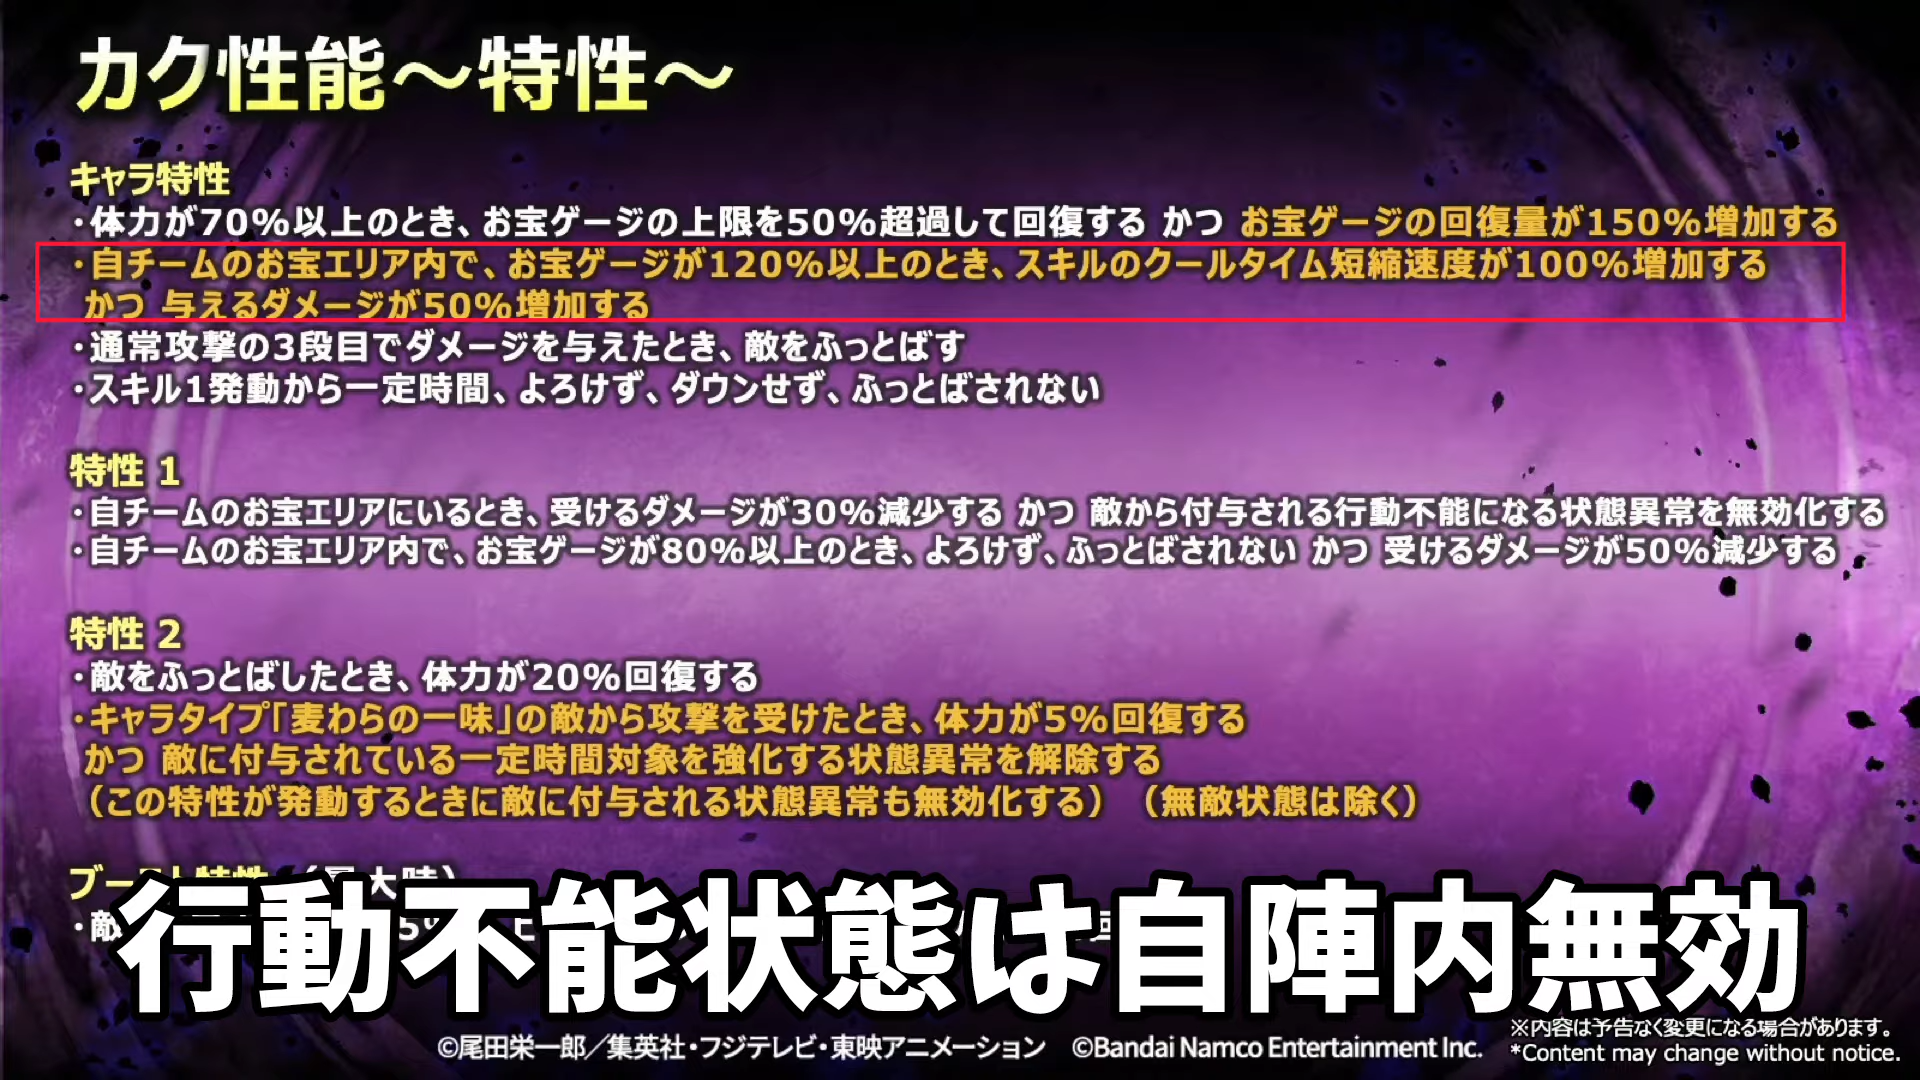 カク性能～特性～
キャラ特性
・体力が70%以上のとき、お宝ゲージの上限を50%超過して回復する かつ お宝ゲージの回復量が150%増加する
・自チームのお宝エリア内で、お宝ゲージが120%以上のとき、スキルのクールタイム短縮速度が100%増加する
かつ 与えるダメージが50%増加する
・通常攻撃の3段目でダメージを与えたとき、敵をふっとばす
・スキル1発動から一定時間、よろけず、ダウンせず、ふっとばされない
特性 1
・自チームのお宝エリアにいるとき、受けるダメージが30%減少する かつ 敵から付与される行動不能になる状態異常を無効化する
・自チームのお宝エリア内で、お宝ゲージが80%以上のとき、よろけず、ふっとばされない かつ 受けるダメージが50%減少する
特性 2
・敵をふっとばしたとき、体力が20%回復する
・キャラタイプ「麦わらの一味」の敵から攻撃を受けたとき、体力が5%回復する
かつ 敵に付与されている一定時間対象を強化する状態異常を解除する
（この特性が発動するときに敵に付与される状態異常も無効化する）（無敵状態は除く）
・敵
行動不能状態は自陣内無効
※内容は予告なく変更になる場合があります。
©尾田栄一郎／集英社・フジテレビ・東映アニメーション ©Bandai Namco Entertainment Inc.
*Content may change without notice.